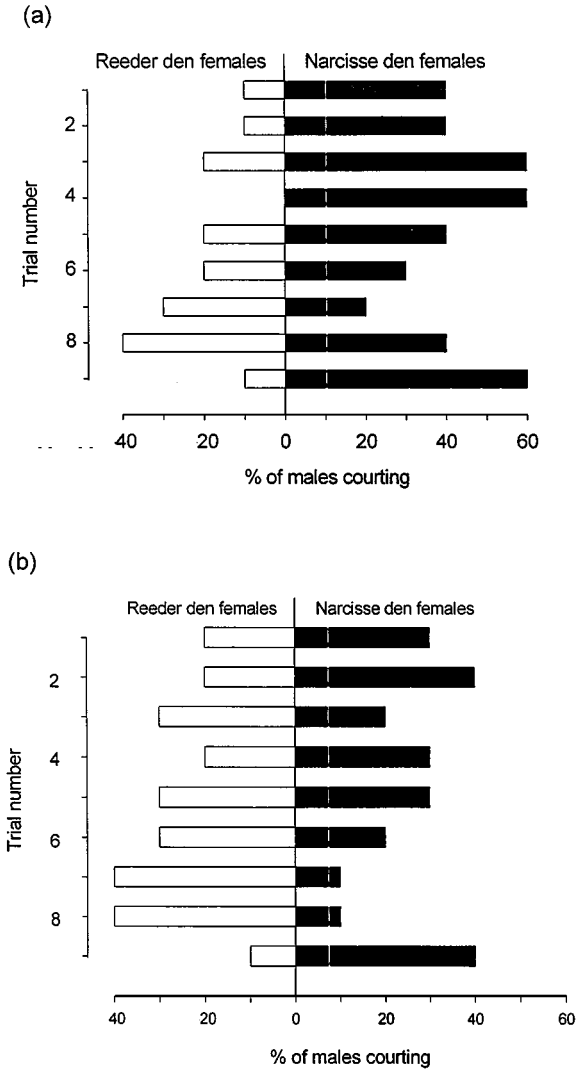 (a)
Reeder den females Narcisse den females
2
4
6
8
Trial number
40 20 0 20 40 60
% of males courting
(b)
Reeder den females Narcisse den females
2
4
6
8
Trial number
40 20 0 20 40 60
% of males courting